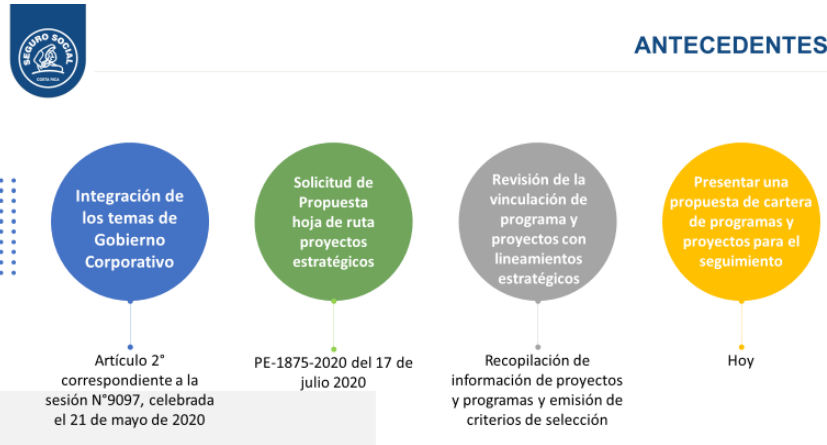 SEGURO SOCIAL
COSTA RICA
ANTECEDENTES
Integración de
los temas de
Gobierno
Corporativo
Artículo 2°
correspondiente a la
sesión N°9097, celebrada
el 21 de mayo de 2020
Solicitud de
Propuesta
hoja de ruta
proyectos
estratégicos
PE-1875-2020 del 17 de
julio 2020
Revisión de la
vinculación de
programa y
proyectos con
lineamientos
estratégicos
Recopilación de
información de proyectos
y programas y emisión de
criterios de selección
Presentar una
propuesta de cartera
de programas y
proyectos para el
seguimiento
Hoy